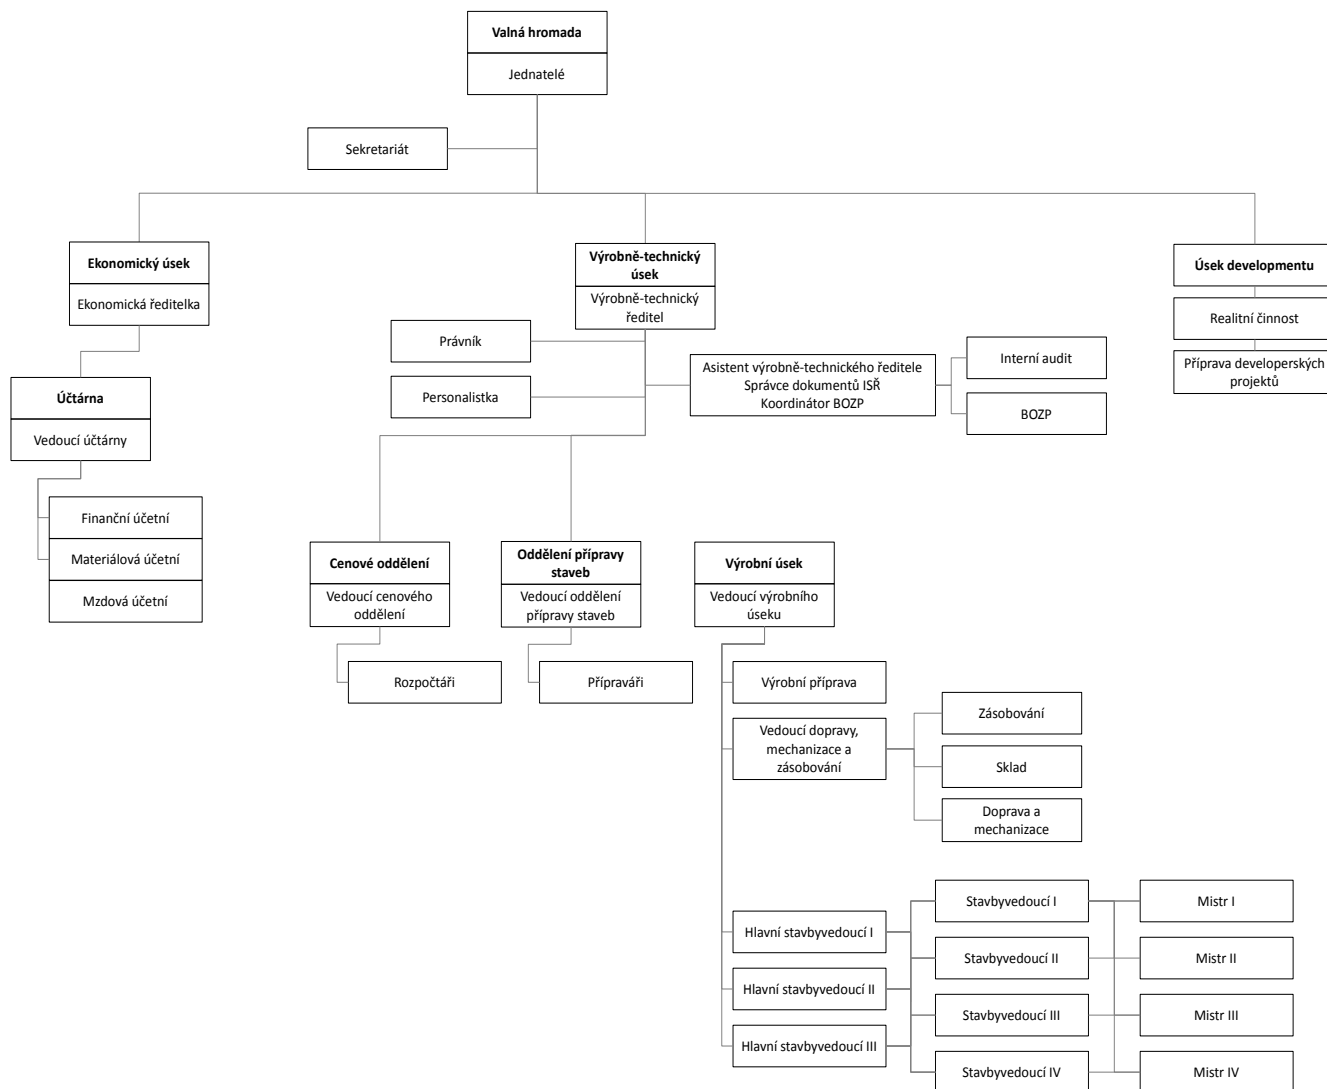 Valná hromada
Jednatelé
Sekretariát
Ekonomický úsek
Ekonomická ředitelka
Výrobně-technický
úsek
Výrobně-technický
ředitel
Úsek developmentu
Realitní činnost
Příprava developerských
projektů
Právník
Personalistka
Asistent výrobně-technického ředitele
Správce dokumentů ISŘ
Koordinátor BOZP
Interní audit
BOZP
Účtárna
Vedoucí účtárny
Finanční účetní
Materiálová účetní
Mzdová účetní
Cenové oddělení
Vedoucí cenového
oddělení
Rozpočtáři
Oddělení přípravy
staveb
Vedoucí oddělení
přípravy staveb
Přípraváři
Výrobní úsek
Vedoucí výrobního
úseku
Výrobní příprava
Vedoucí dopravy,
mechanizace a
zásobování
Zásobování
Sklad
Doprava a
mechanizace
Hlavní stavbyvedoucí I
Hlavní stavbyvedoucí II
Hlavní stavbyvedoucí III
Stavbyvedoucí I
Stavbyvedoucí II
Stavbyvedoucí III
Stavbyvedoucí IV
Mistr I
Mistr II
Mistr III
Mistr IV